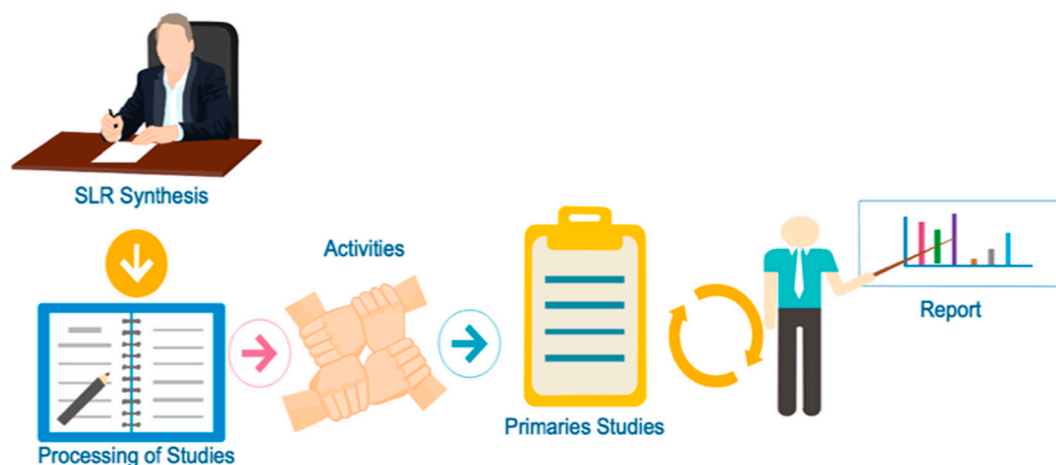 SLR Synthesis
Activities
Report
Primaries Studies
Processing of Studies